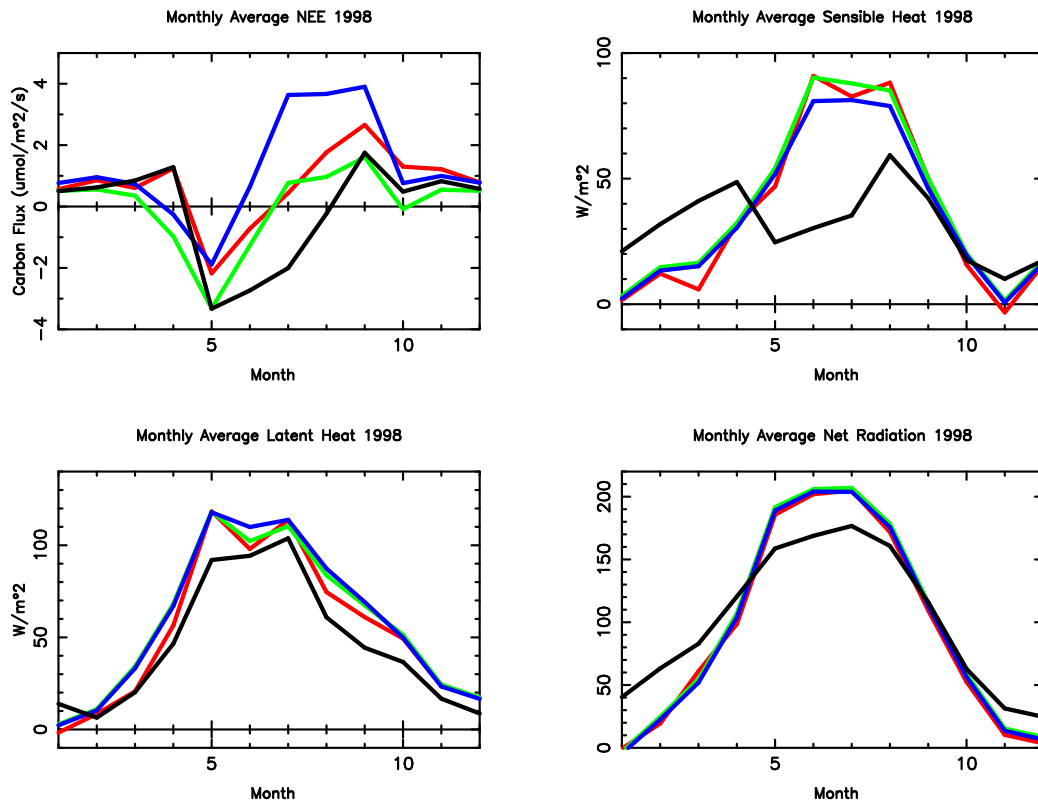 Monthly Average NEE 1998
Carbon Flux (umol/m°2/s)
4
2
0
−2
−4
5
10
Month
Monthly Average Sensible Heat 1998
W/m°2
100
50
0
5
10
Month
Monthly Average Latent Heat 1998
W/m°2
100
50
0
5
10
Month
Monthly Average Net Radiation 1998
200
150
100
50
0
5
10
Month